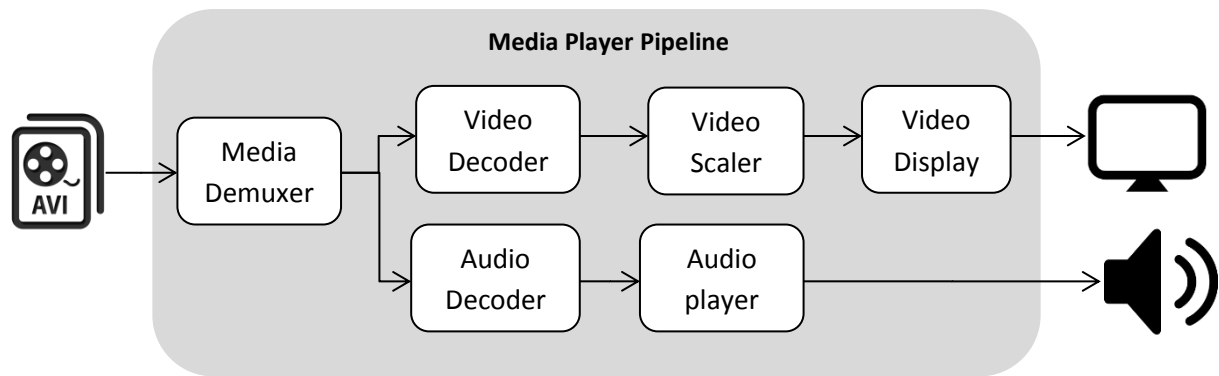 Media Player Pipeline
AVI
Media
Demuxer
Video
Decoder
Video
Scaler
Video
Display
Audio
Decoder
Audio
player